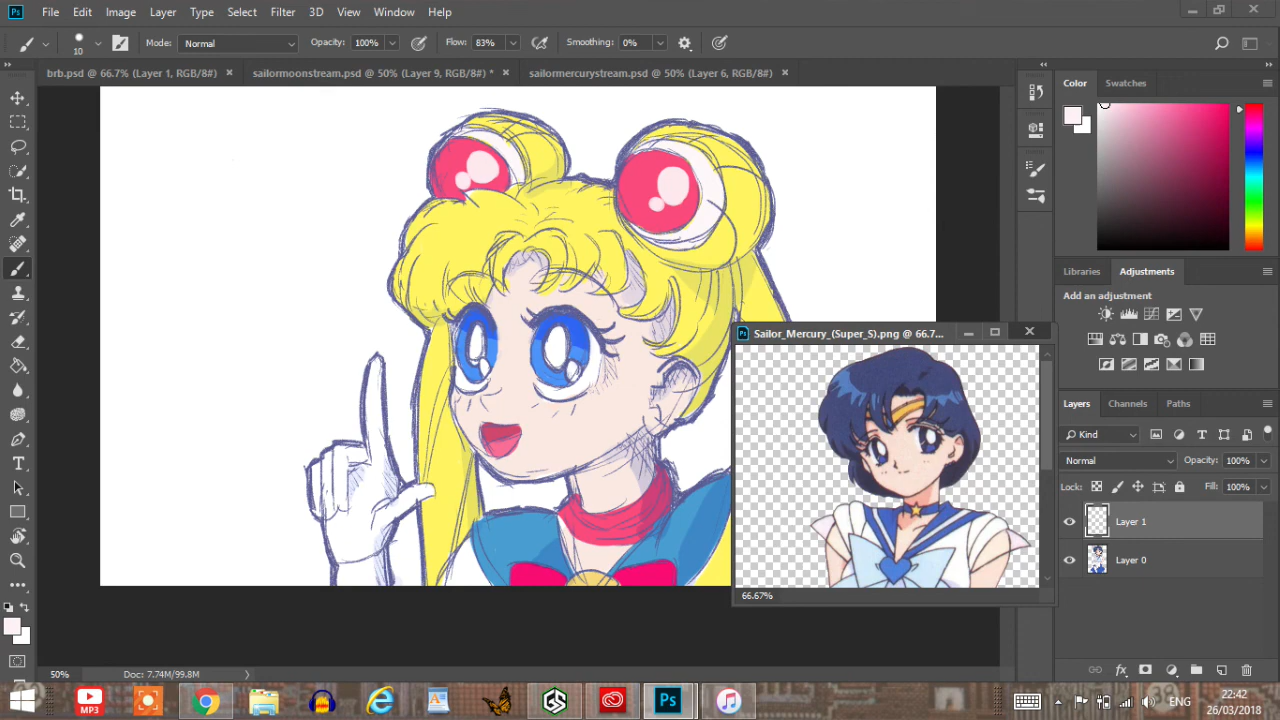 Ps File Edit Image Layer Type Select Filter 3D View Window Help
10 Mode: Normal Opacity: 100% Flow: 83% Smoothing: 0%
brb.psd @ 66.7% (Layer 1, RGB/8#) sailormoonstream.psd @ 50% (Layer 9, RGB/8#) * sailormercurystream.psd @ 50% (Layer 6, RGB/8#)
Color Swatches
Libraries Adjustments
Add an adjustment
Ps Sailor_Mercury_(Super_S).png @ 66.7...
66.67%
Layers Channels Paths
Kind
Normal Opacity: 100%
Lock: Fill: 100%
Layer 1
Layer 0
50% Doc: 7.74M/99.8M
MP3
Ps
ENG
22:42
26/03/2018